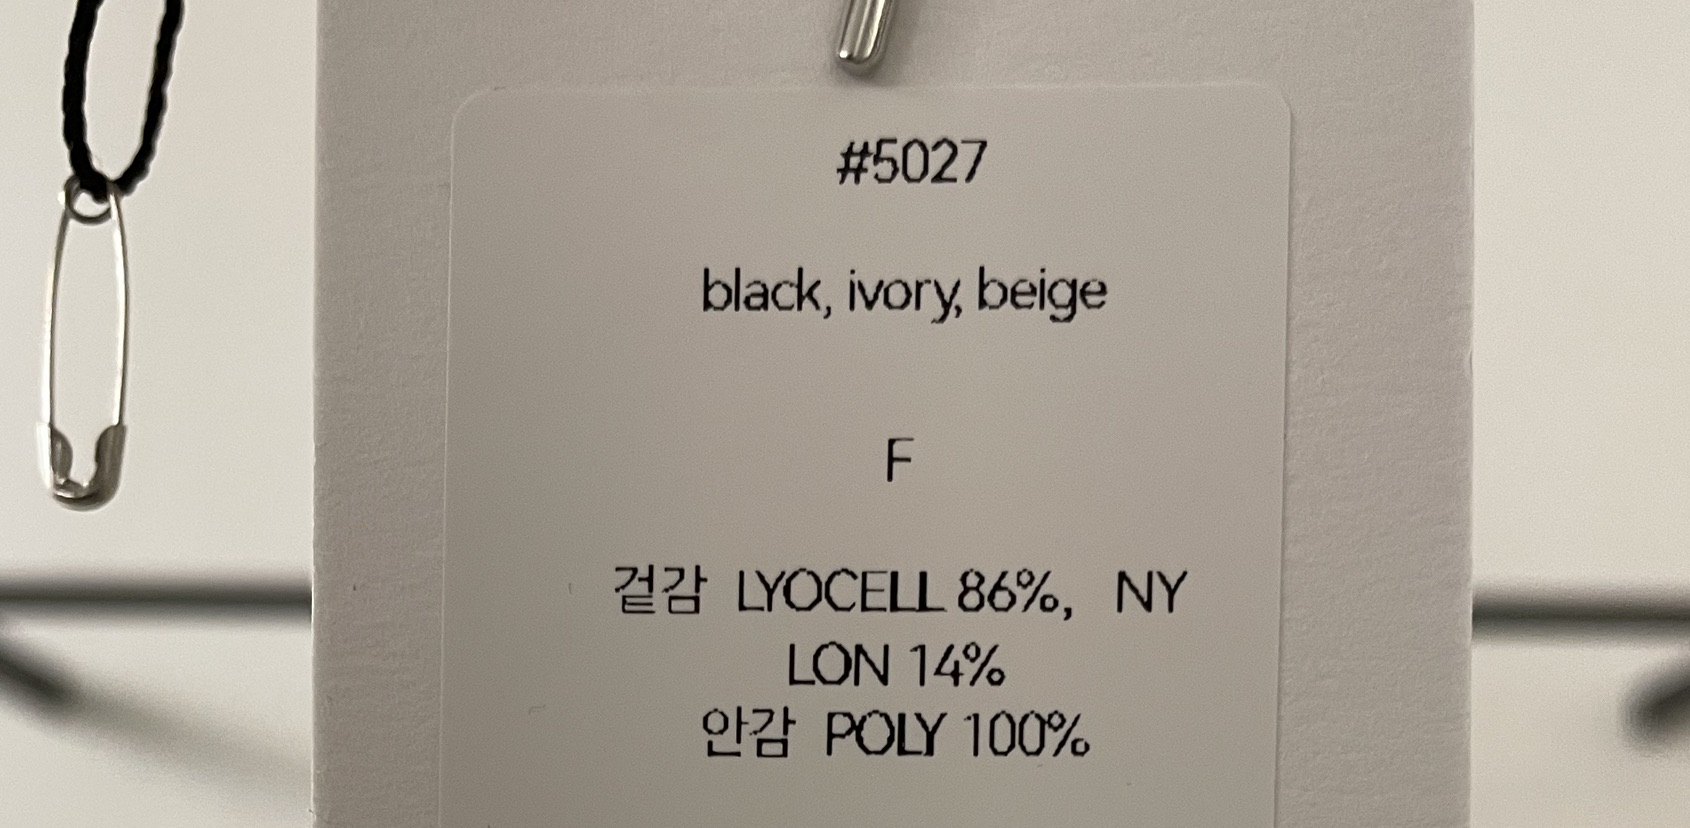 #5027
black, ivory, beige
F
겉감 LYOCELL 86%, NY
LON 14%
안감 POLY 100%